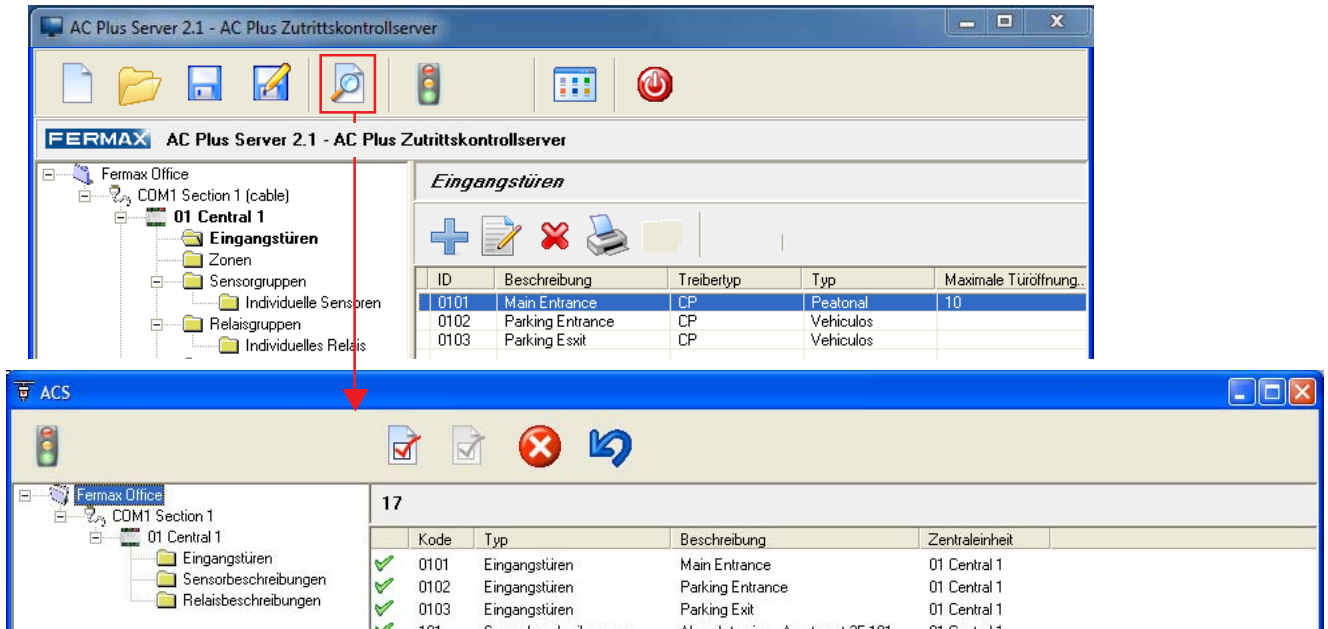 AC Plus Server 2.1 - AC Plus Zutrittskontrollserver
FERMAX AC Plus Server 2.1 - AC Plus Zutrittskontrollserver
Fermax Office
COM1 Section 1 (cable)
01 Central 1
Eingangstüren
Zonen
Sensorgruppen
Individuelle Sensoren
Relaisgruppen
Individuelles Relais
Eingangstüren
ID Beschreibung Treibertyp Typ Maximale Türöffnung..
0101 Main Entrance CP Peatonal 10
0102 Parking Entrance CP Vehiculos
0103 Parking Esxit CP Vehiculos
ACS
Fermax Office
COM1 Section 1
01 Central 1
Eingangstüren
Sensorbeschreibungen
Relaisbeschreibungen
17
Kode Typ Beschreibung Zentraleinheit
0101 Eingangstüren Main Entrance 01 Central 1
0102 Eingangstüren Parking Entrance 01 Central 1
0103 Eingangstüren Parking Exit 01 Central 1